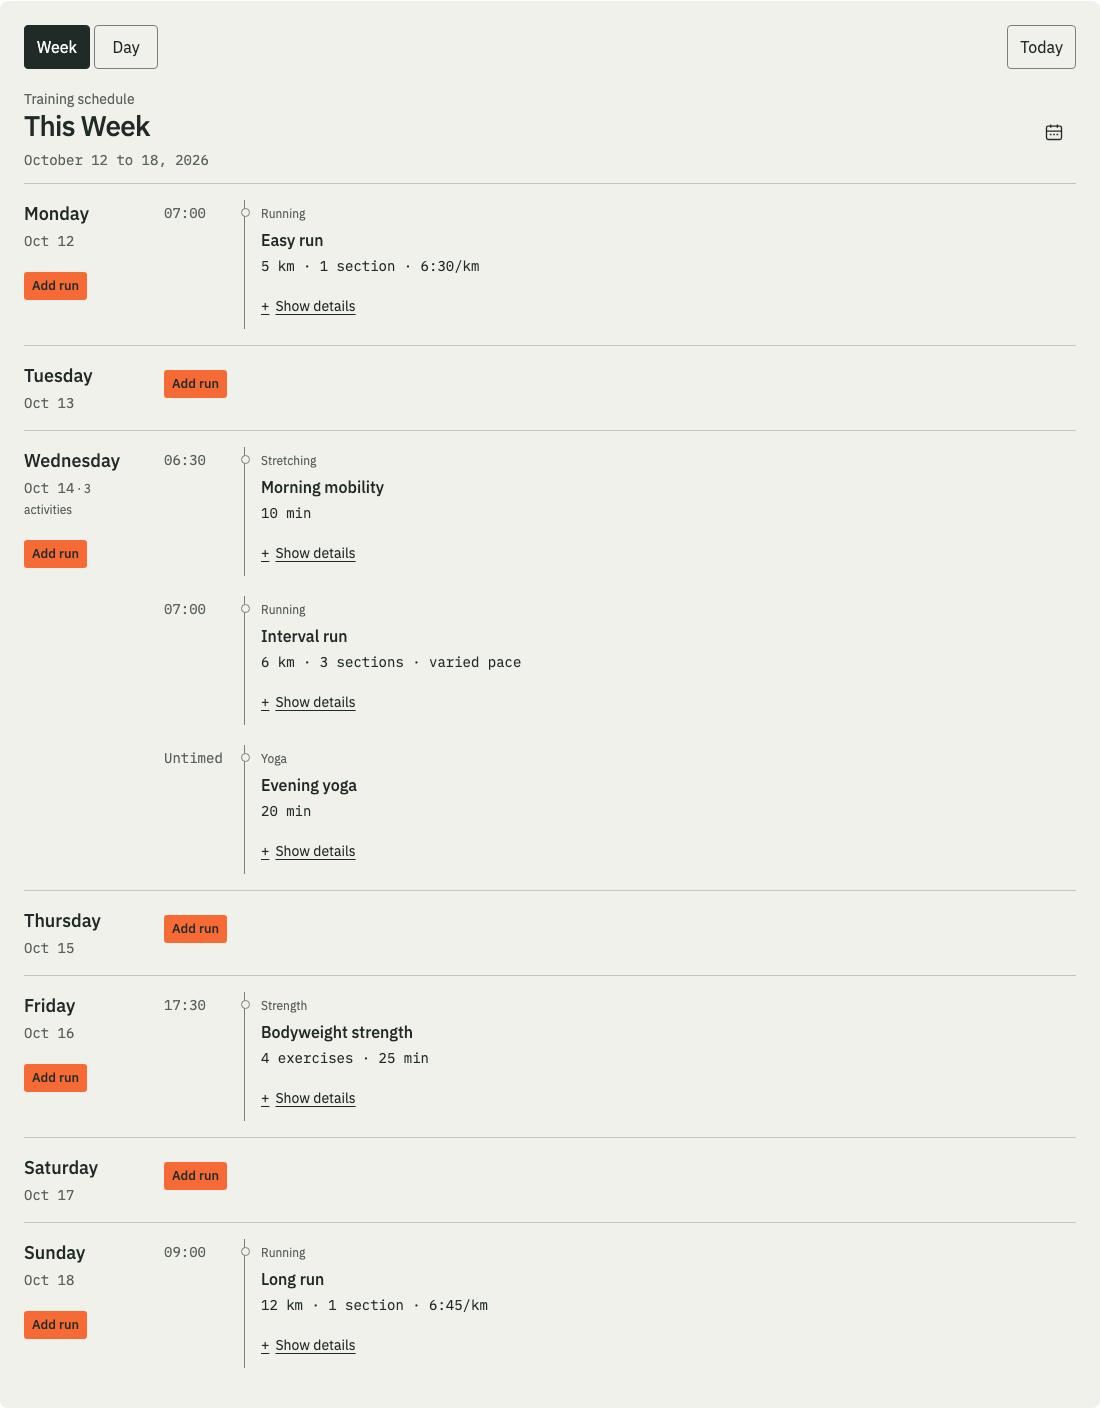 Week Day Today
Training schedule
This Week
October 12 to 18, 2026
Monday 07:00 Running
Easy run
Oct 12
5 km · 1 section · 6:30/km
Add run
+ Show details
Tuesday Add run
Oct 13
Wednesday 06:30 Stretching
Oct 14 · 3
activities
Morning mobility
10 min
Add run
+ Show details
07:00 Running
Interval run
6 km · 3 sections · varied pace
+ Show details
Untimed Yoga
Evening yoga
20 min
+ Show details
Thursday Add run
Oct 15
Friday 17:30 Strength
Oct 16
Bodyweight strength
4 exercises · 25 min
Add run
+ Show details
Saturday Add run
Oct 17
Sunday 09:00 Running
Oct 18
Long run
12 km · 1 section · 6:45/km
Add run
+ Show details